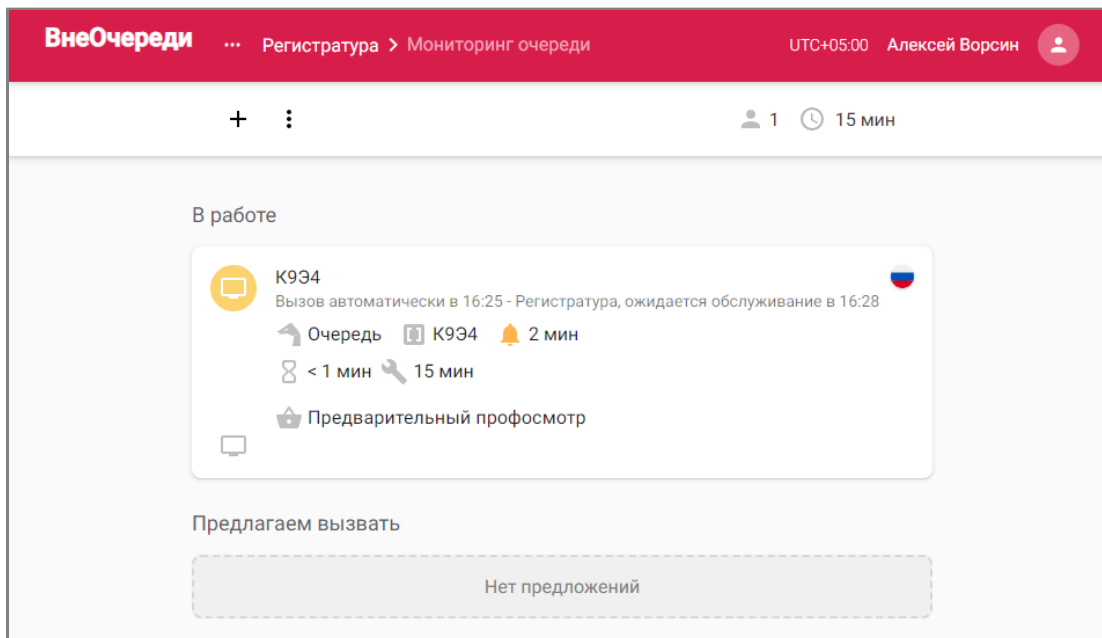 ВнеОчереди ... Регистратура > Мониторинг очереди UTC+05:00 Алексей Ворсин
+ 1 15 мин
В работе
К9Э4
Вызов автоматически в 16:25 - Регистратура, ожидается обслуживание в 16:28
Очередь К9Э4 2 мин
< 1 мин 15 мин
Предварительный профосмотр
Предлагаем вызвать
Нет предложений